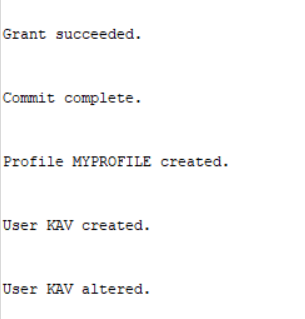 Grant succeeded.
Commit complete.
Profile MYPROFILE created.
User KAV created.
User KAV altered.